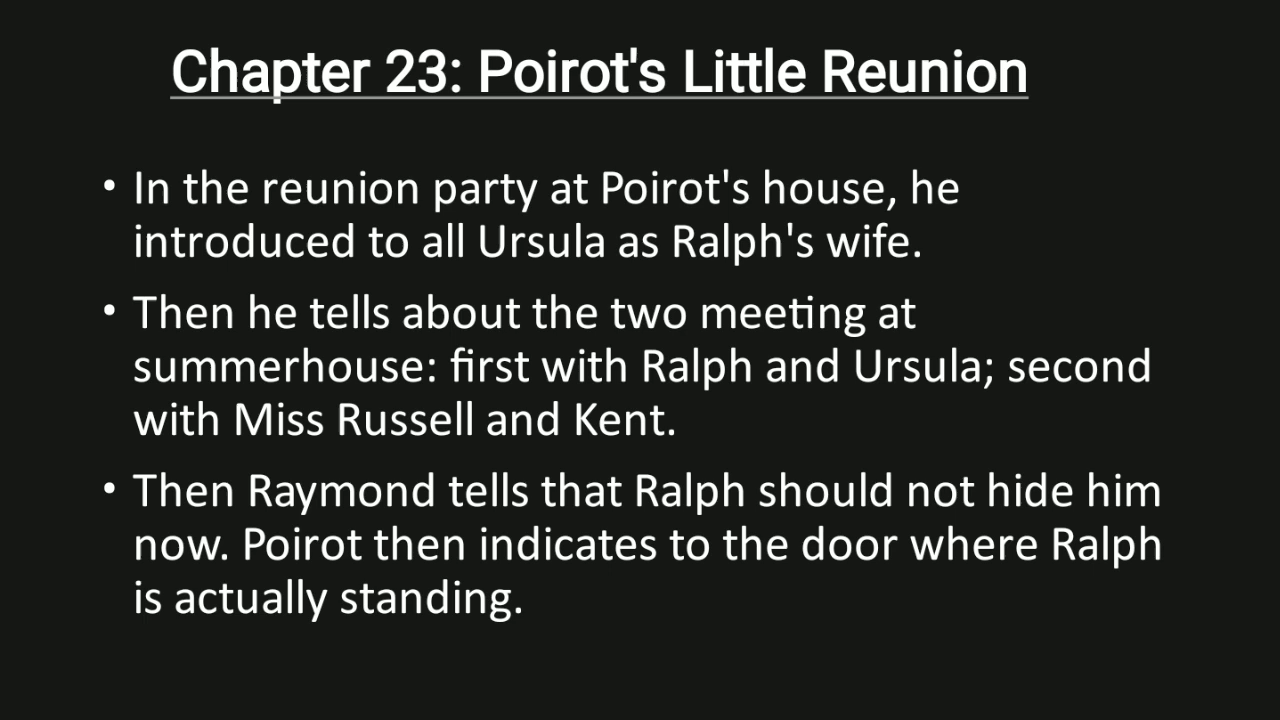 Chapter 23: Poirot's Little Reunion
• In the reunion party at Poirot's house, he
introduced to all Ursula as Ralph's wife.
• Then he tells about the two meeting at
summerhouse: first with Ralph and Ursula; second
with Miss Russell and Kent.
• Then Raymond tells that Ralph should not hide him
now. Poirot then indicates to the door where Ralph
is actually standing.